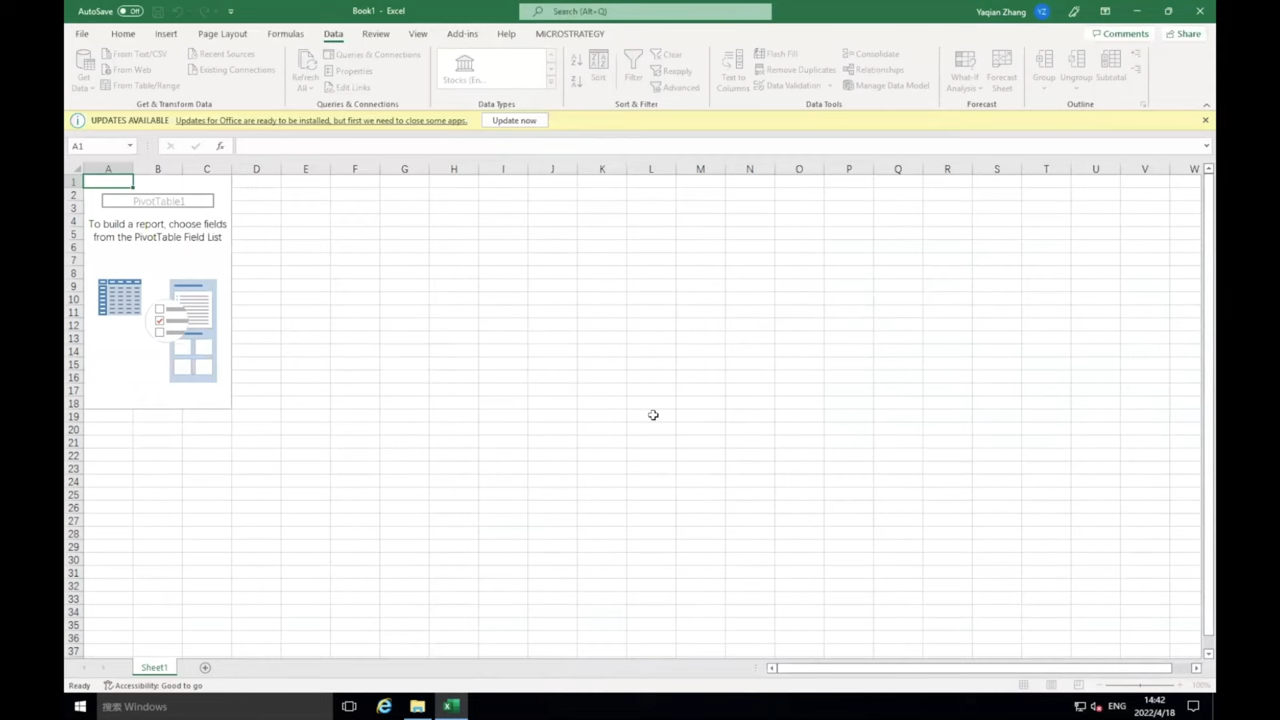 AutoSave Off Book1 - Excel Search (Alt+Q) Yaqian Zhang YZ
File Home Insert Page Layout Formulas Data Review View Add-ins Help MICROSTRATEGY Comments Share
Get Data
From Text/CSV
From Web
From Table/Range
Recent Sources
Existing Connections
Get & Transform Data
Refresh All
Queries & Connections
Properties
Edit Links
Queries & Connections
Stocks (En...
Data Types
Sort
Filter
Clear
Reapply
Advanced
Sort & Filter
Text to Columns
Flash Fill
Remove Duplicates
Data Validation
Consolidate
Relationships
Manage Data Model
Data Tools
What-If Analysis
Forecast Sheet
Forecast
Group
Ungroup
Subtotal
Outline
UPDATES AVAILABLE Updates for Office are ready to be installed, but first we need to close some apps. Update now
A1 fx
A B C D E F G H I J K L M N O P Q R S T U V W
1
2
3
4
5
6
7
8
9
10
11
12
13
14
15
16
17
18
19
20
21
22
23
24
25
26
27
28
29
30
31
32
33
34
35
36
37
PivotTable1
To build a report, choose fields
from the PivotTable Field List
Sheet1
Ready Accessibility: Good to go 100%
搜索 Windows ENG 14:42
2022/4/18